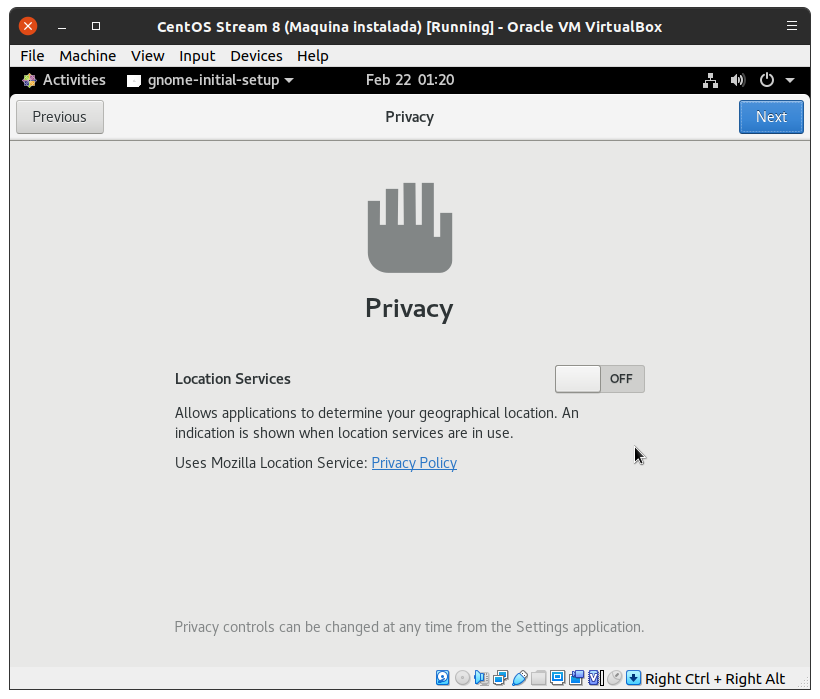 CentOS Stream 8 (Maquina instalada) [Running] - Oracle VM VirtualBox
File Machine View Input Devices Help
Activities gnome-initial-setup Feb 22 01:20
Previous Privacy Next
Privacy
Location Services OFF
Allows applications to determine your geographical location. An
indication is shown when location services are in use.
Uses Mozilla Location Service: Privacy Policy
Privacy controls can be changed at any time from the Settings application.
Right Ctrl + Right Alt